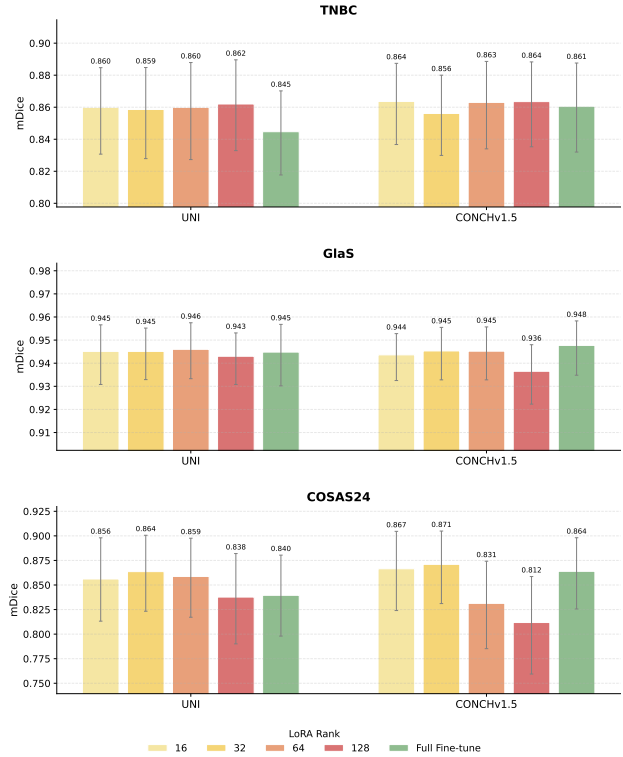 TNBC
mDice
0.90
0.88
0.86
0.84
0.82
0.80
0.860 0.859 0.860 0.862 0.845 0.864 0.856 0.863 0.864 0.861
UNI CONCHv1.5
GlaS
mDice
0.98
0.97
0.96
0.95
0.94
0.93
0.92
0.91
0.945 0.945 0.946 0.943 0.945 0.944 0.945 0.945 0.936 0.948
UNI CONCHv1.5
COSAS24
mDice
0.925
0.900
0.875
0.850
0.825
0.800
0.775
0.750
0.856 0.864 0.859 0.838 0.840 0.867 0.871 0.831 0.812 0.864
UNI CONCHv1.5
LoRA Rank
16 32 64 128 Full Fine-tune